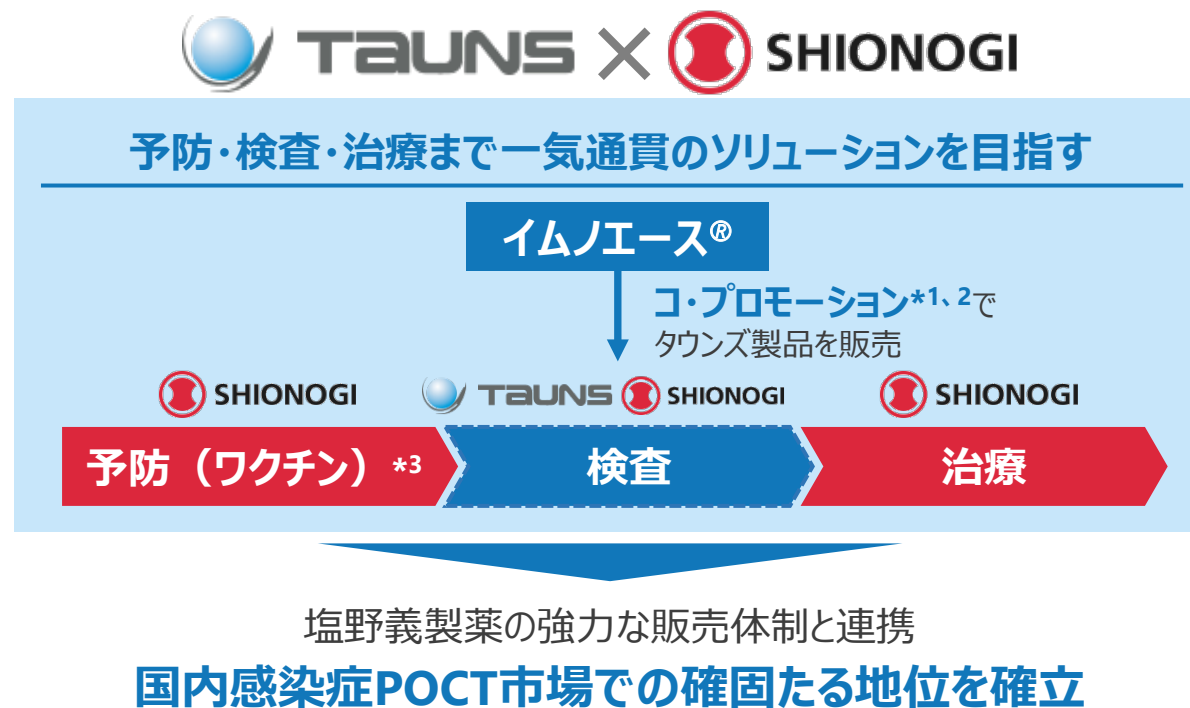 TAUNS × SHIONOGI
予防・検査・治療まで一気通貫のソリューションを目指す
イムノエース®
コ・プロモーション*1、2で
タウンズ製品を販売
SHIONOGI TAUNS SHIONOGI SHIONOGI
予防（ワクチン）*3 検査 治療
塩野義製薬の強力な販売体制と連携
国内感染症POCT市場での確固たる地位を確立